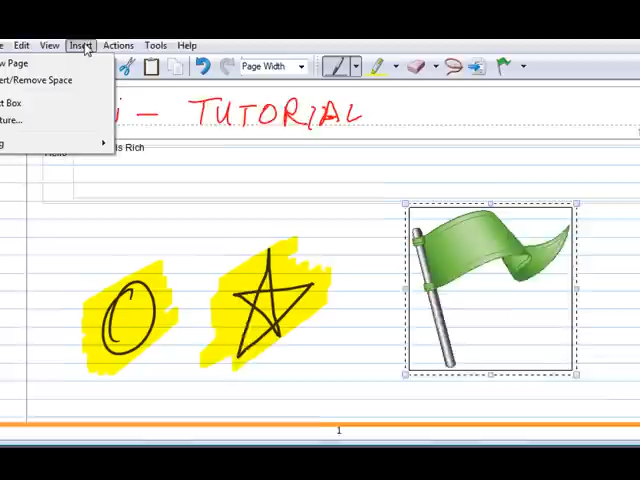 Edit View Insert Actions Tools Help
w Page
ert/Remove Space
t Box
ture...
g
Page Width
i - TUTORIAL
is Rich
1